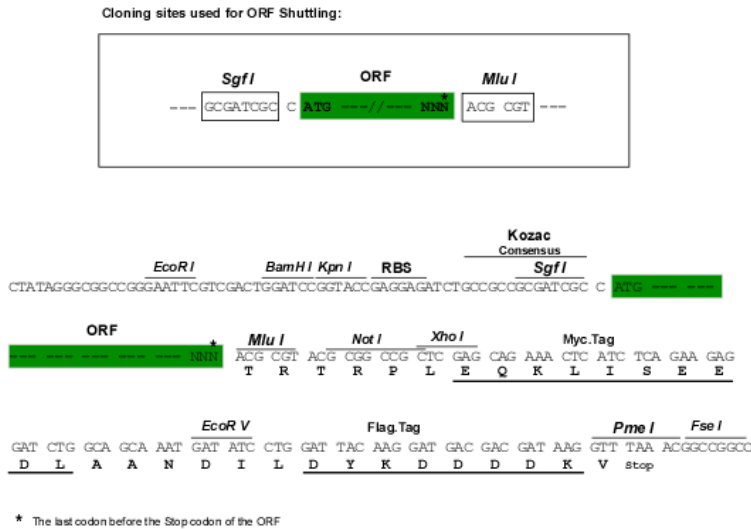 Cloning sites used for ORF Shuttling:
Sgf I ORF Mlu I
--- GCGATCGC C ATG ---//--- NNN* ACG CGT ---
Kozac
Consensus
EcoR I BamH I Kpn I RBS Sgf I
CTATAGGGCGGCCGGGAATTCGTCGACTGGATCCGGTACCGAGGAGATCTGCCGCCGCGATCGC C ATG --- ---
ORF
* Mlu I Not I Xho I Myc.Tag
--- --- --- --- --- NNN ACG CGT ACG CGG CCG CTC GAG CAG AAA CTC ATC TCA GAA GAG
T R T R P L E Q K L I S E E
EcoR V Flag.Tag Pme I Fse I
GAT CTG GCA GCA AAT GAT ATC CTG GAT TAC AAG GAT GAC GAC GAT AAG GTT TAA ACGGCCGGCC
D L A A N D I L D Y K D D D D K V Stop
* The last codon before the Stop codon of the ORF